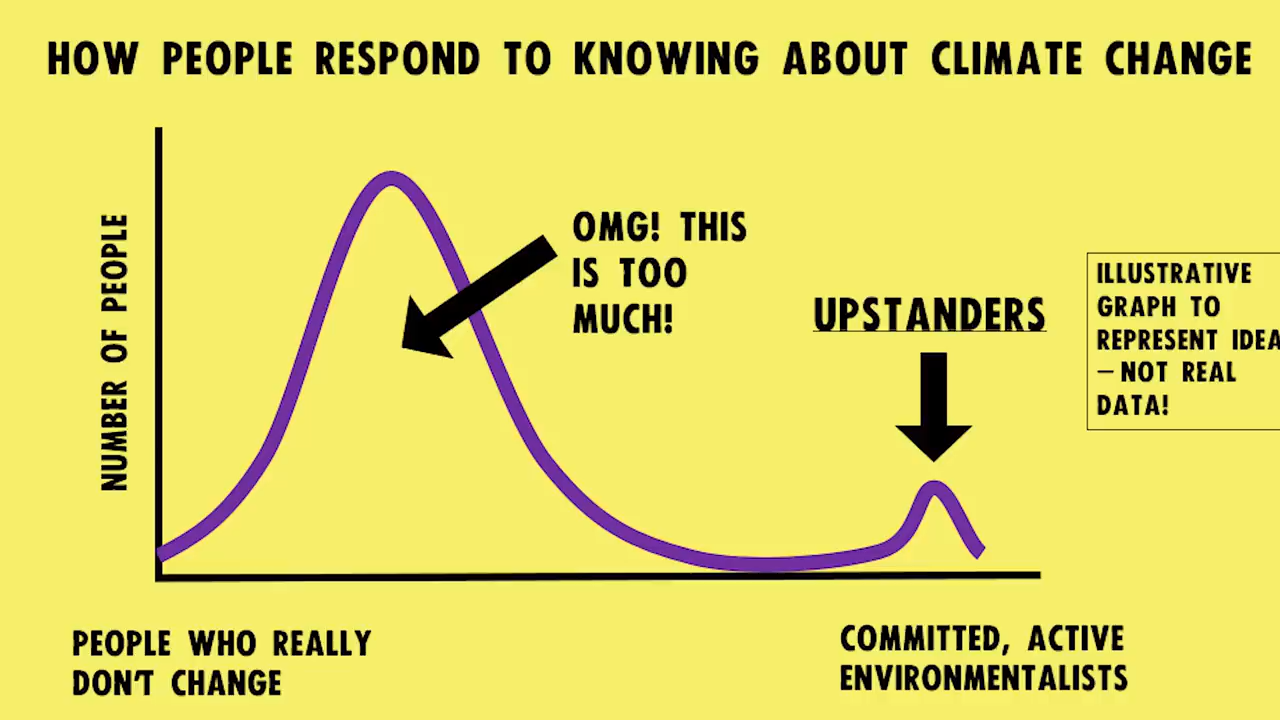 HOW PEOPLE RESPOND TO KNOWING ABOUT CLIMATE CHANGE
NUMBER OF PEOPLE
OMG! THIS
IS TOO
MUCH!
UPSTANDERS
ILLUSTRATIVE
GRAPH TO
REPRESENT IDEA
– NOT REAL
DATA!
PEOPLE WHO REALLY
DON'T CHANGE
COMMITTED, ACTIVE
ENVIRONMENTALISTS